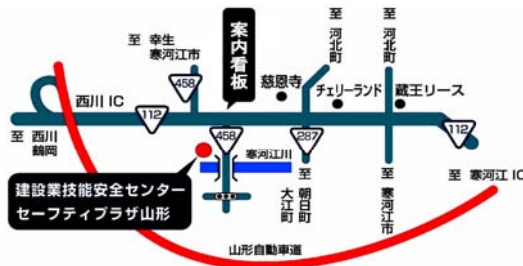 案内看板
至 幸生
寒河江市
458
至 河北町
至 河北町
慈恩寺
チェリーランド
蔵王リース
西川 IC
112
至 西川
鶴岡
458
287
112
寒河江川
建設業技能安全センター
セーフティプラザ山形
至 朝日町
大江町
至 寒河江市
至 寒河江 IC
山形自動車道